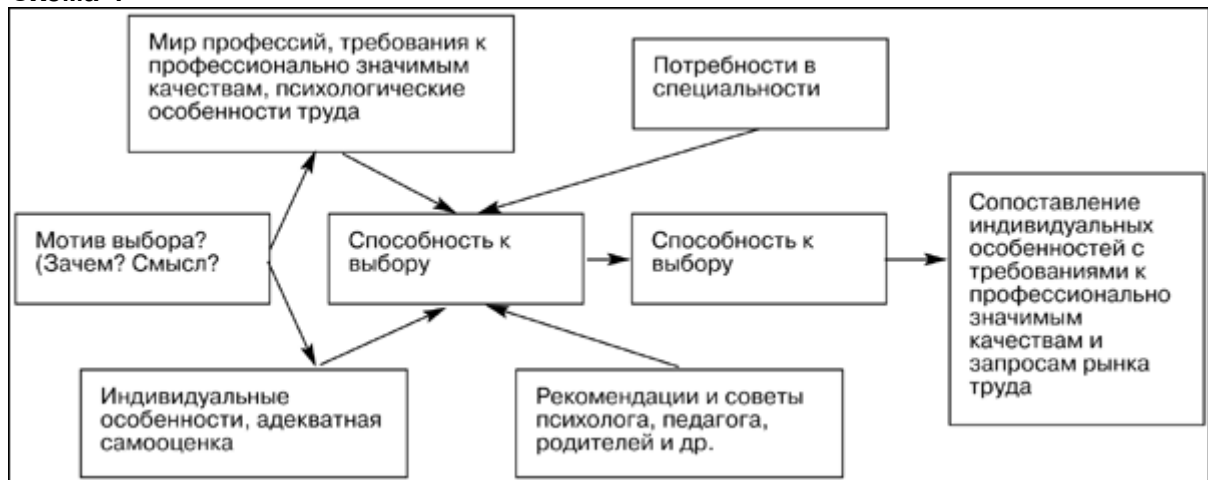 Мир профессий, требования к
профессионально значимым
качествам, психологические
особенности труда
Потребности в
специальности
Мотив выбора?
(Зачем? Смысл?
Способность к
выбору
Способность к
выбору
Сопоставление
индивидуальных
особенностей с
требованиями к
профессионально
значимым
качествам и
запросам рынка
труда
Индивидуальные
особенности, адекватная
самооценка
Рекомендации и советы
психолога, педагога,
родителей и др.